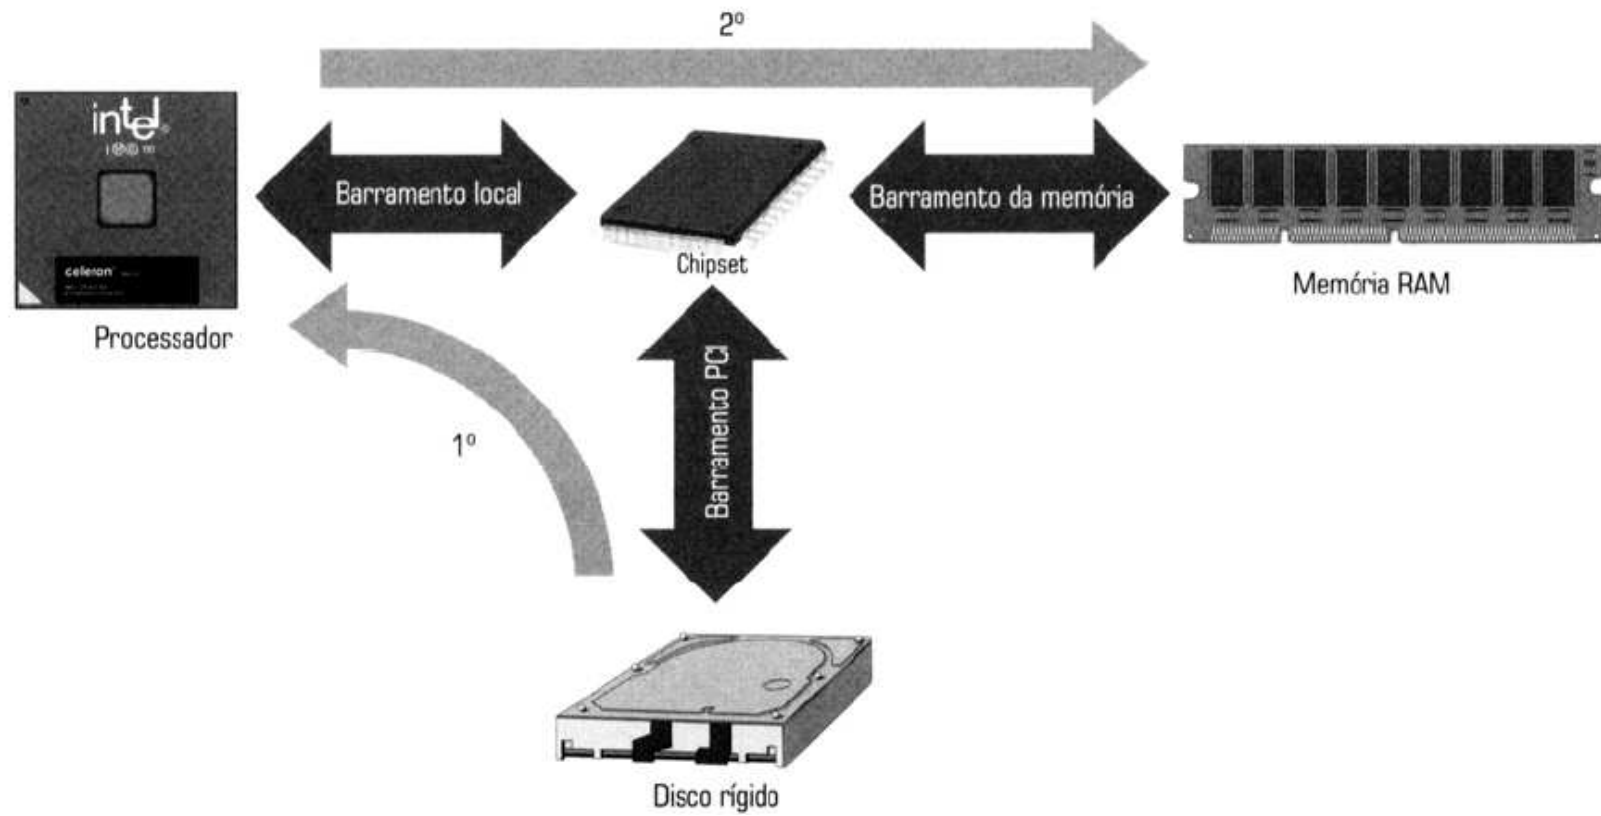 2º
intel®
Barramento local
Barramento da memória
celeron
Chipset
Memória RAM
Processador
Barramento PCI
1º
Disco rígido